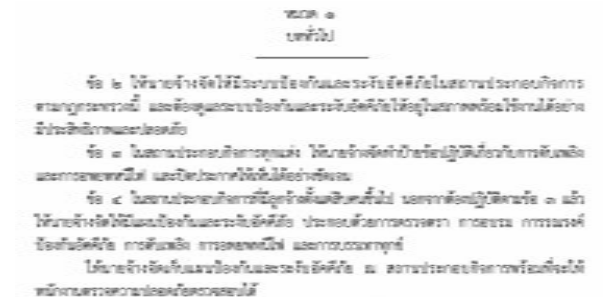 หมวด ๑
บททั่วไป
ข้อ ๒ ให้นายจ้างจัดให้มีระบบป้องกันและระงับอัคคีภัยในสถานประกอบกิจการ
ตามกฎกระทรวงนี้ และต้องดูแลระบบป้องกันและระงับอัคคีภัยให้อยู่ในสภาพพร้อมใช้งานได้อย่าง
มีประสิทธิภาพและปลอดภัย
ข้อ ๓ ในสถานประกอบกิจการทุกแห่ง ให้นายจ้างจัดทำป้ายข้อปฏิบัติเกี่ยวกับการดับเพลิง
และการอพยพหนีไฟ และปิดประกาศให้เห็นได้อย่างชัดเจน
ข้อ ๔ ในสถานประกอบกิจการที่มีลูกจ้างตั้งแต่สิบคนขึ้นไป นอกจากต้องปฏิบัติตามข้อ ๓ แล้ว
ให้นายจ้างจัดให้มีแผนป้องกันและระงับอัคคีภัย ประกอบด้วยการตรวจตรา การอบรม การรณรงค์
ป้องกันอัคคีภัย การดับเพลิง การอพยพหนีไฟ และการบรรเทาทุกข์
ให้นายจ้างจัดเก็บแผนป้องกันและระงับอัคคีภัย ณ สถานประกอบกิจการพร้อมที่จะให้
พนักงานตรวจความปลอดภัยตรวจสอบได้